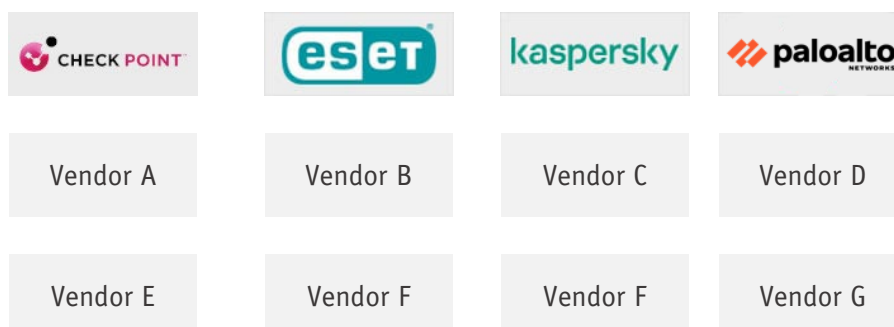 CHECK POINT
eset
kaspersky
paloalto
NETWORKS
Vendor A
Vendor B
Vendor C
Vendor D
Vendor E
Vendor F
Vendor F
Vendor G